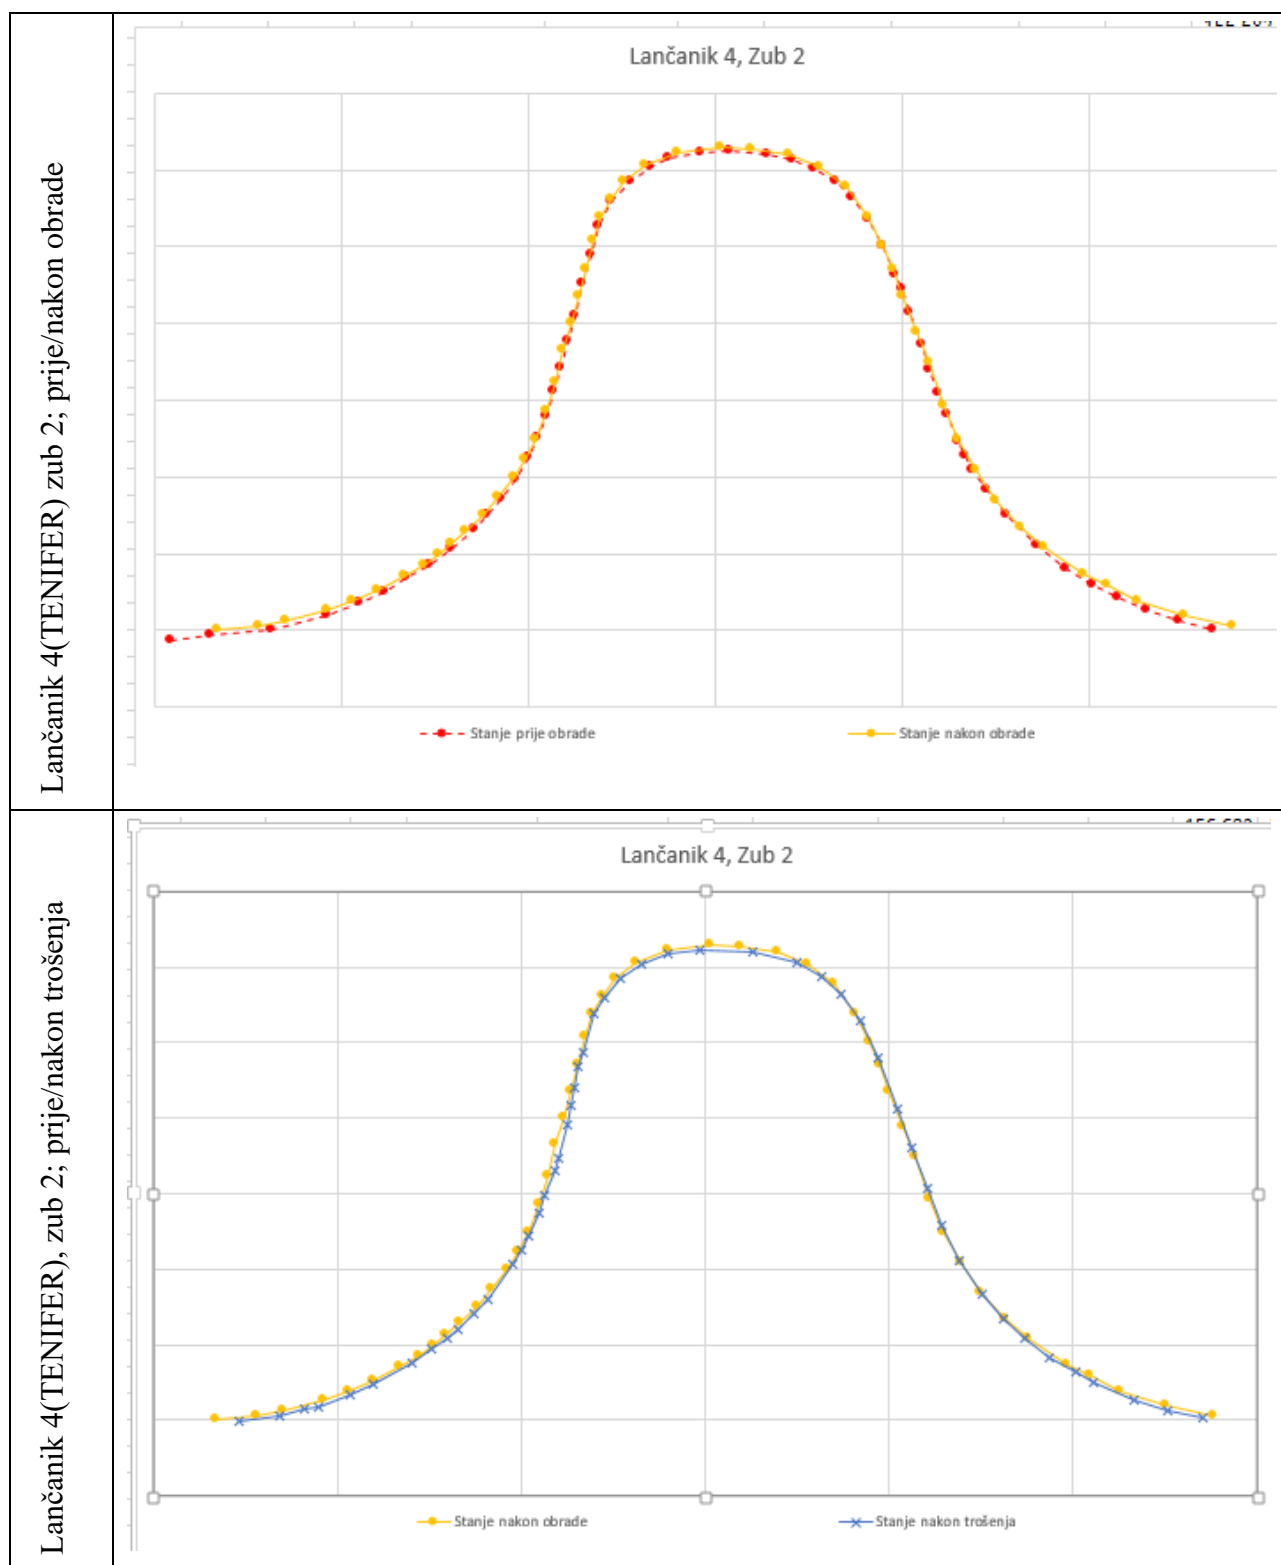 Lančanik 4(TENIFER) zub 2; prije/nakon obrade
Lančanik 4, Zub 2
Stanje prije obrade
Stanje nakon obrade
Lančanik 4(TENIFER), zub 2; prije/nakon trošenja
Lančanik 4, Zub 2
Stanje nakon obrade
Stanje nakon trošenja